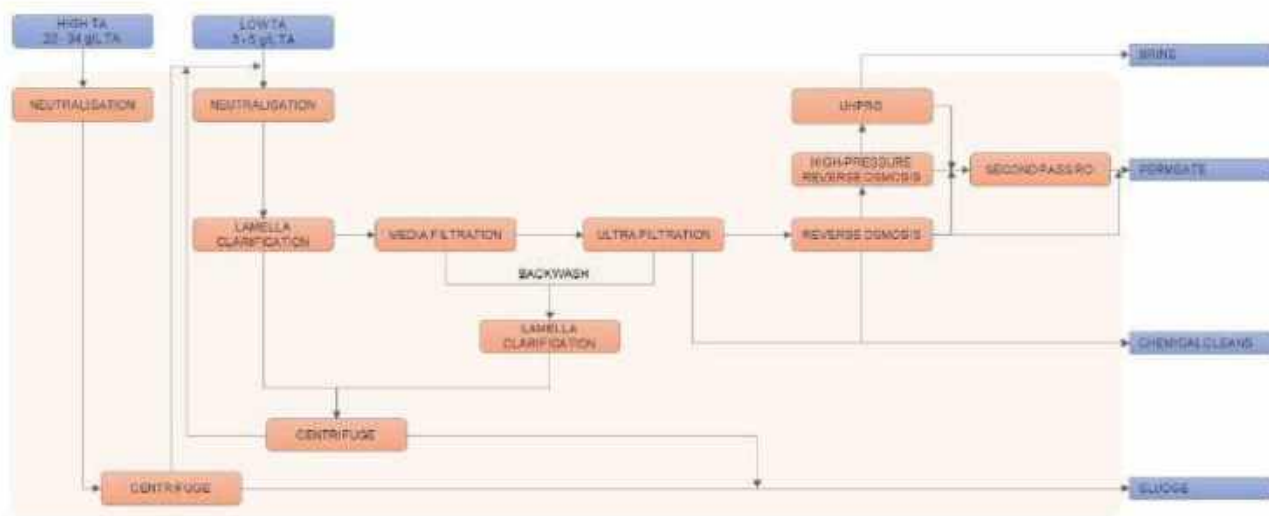 HIGH TA
LOW TA
3 - 5 g/L TA
BRINE
NEUTRALISATION
NEUTRALISATION
UHPRO
HIGH-PRESSURE
REVERSE OSMOSIS
SECOND PASS RO
PERMEATE
LAMELLA
CLARIFICATION
MEDIA FILTRATION
ULTRA FILTRATION
REVERSE OSMOSIS
BACKWASH
LAMELLA
CLARIFICATION
CHEMICAL CLEANS
CENTRIFUGE
CENTRIFUGE
SLUDGE